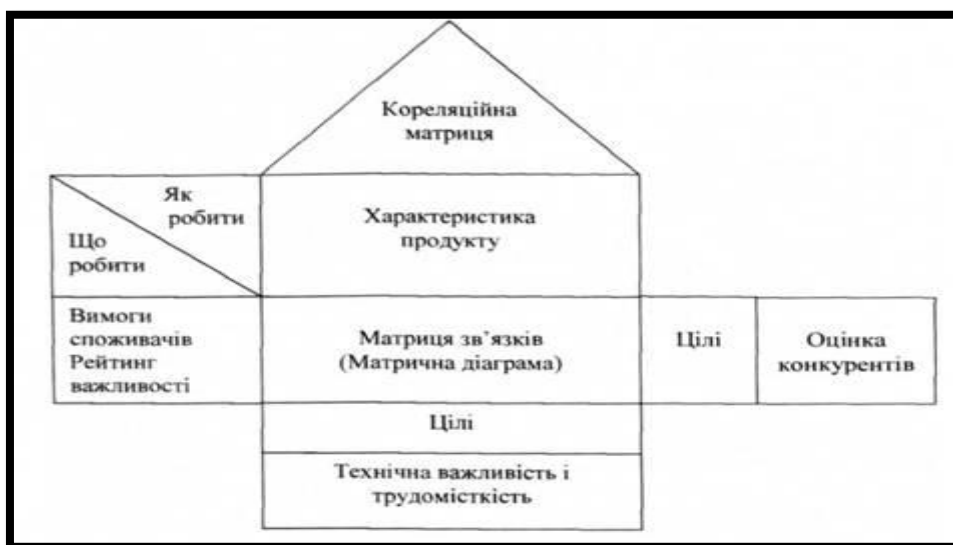 Кореляційна
матриця
Як
робити
Що
робити
Характеристика
продукту
Вимоги
споживачів
Рейтинг
важливості
Матриця зв’язків
(Матрична діаграма)
Цілі
Оцінка
конкурентів
Цілі
Технічна важливість і
трудомісткість